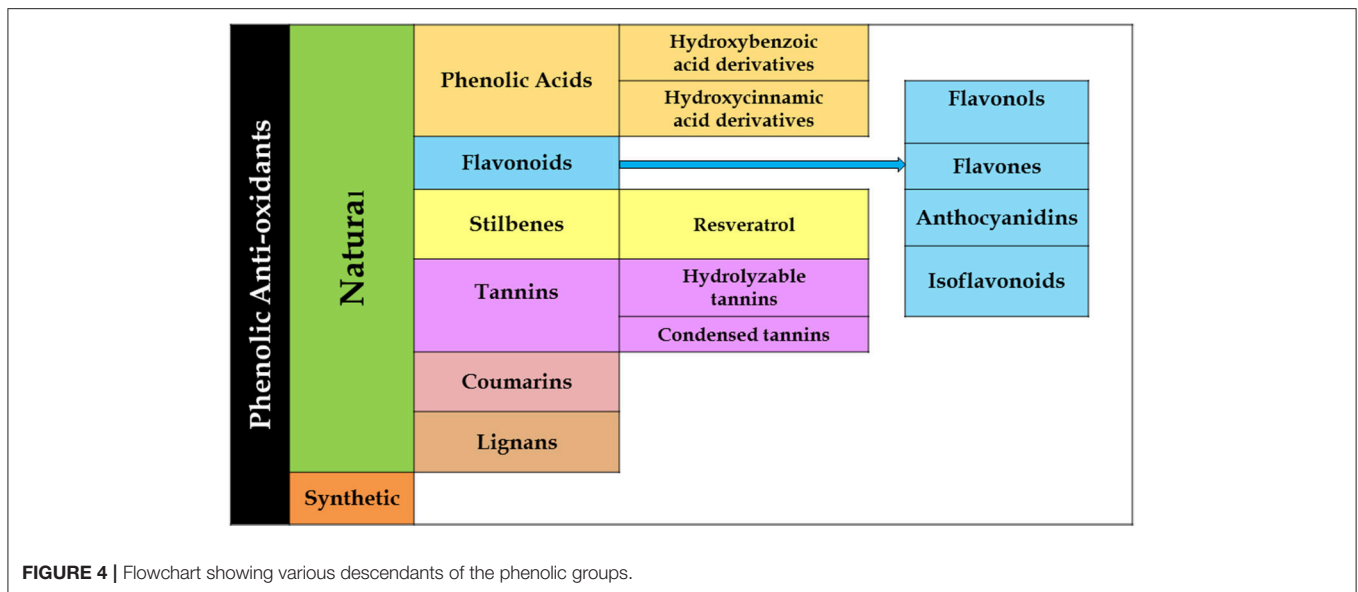 Phenolic Anti-oxidants
Natural
Phenolic Acids
Hydroxybenzoic
acid derivatives
Hydroxycinnamic
acid derivatives
Flavonoids
Flavonols
Flavones
Anthocyanidins
Isoflavonoids
Stilbenes
Resveratrol
Tannins
Hydrolyzable
tannins
Condensed tannins
Coumarins
Lignans
Synthetic
FIGURE 4 | Flowchart showing various descendants of the phenolic groups.